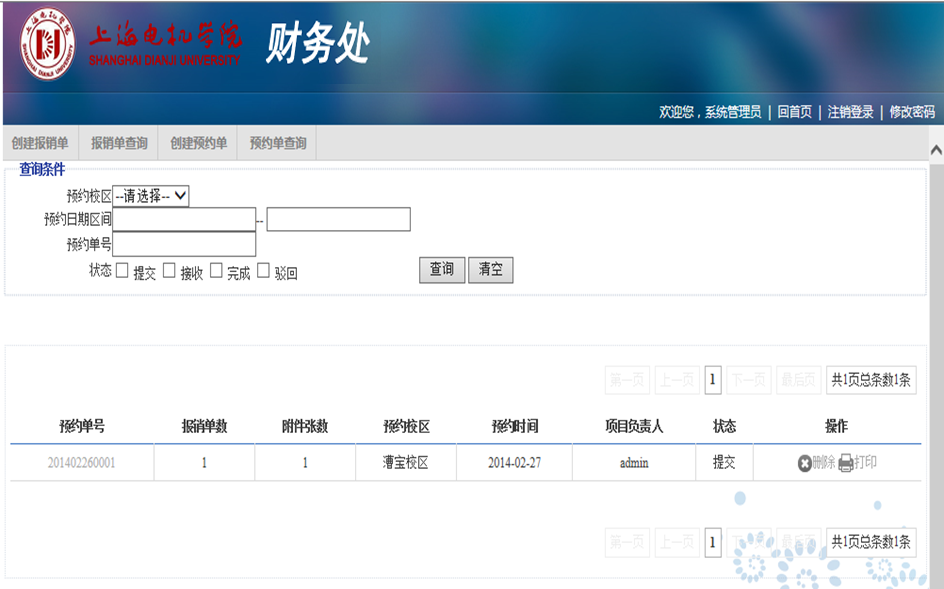 上海电机学院
SHANGHAI DIANJI UNIVERSITY
财务处
欢迎您，系统管理员 | 回首页 | 注销登录 | 修改密码
创建报销单 报销单查询 创建预约单 预约单查询
查询条件
预约校区 --请选择--
预约日期区间 --
预约单号
状态 提交 接收 完成 驳回 查询 清空
第一页 上一页 1 下一页 最后页 共1页总条数1条
预约单号 报销单数 附件张数 预约校区 预约时间 项目负责人 状态 操作
201402260001 1 1 漕宝校区 2014-02-27 admin 提交 删除 打印
第一页 上一页 1 下一页 最后页 共1页总条数1条